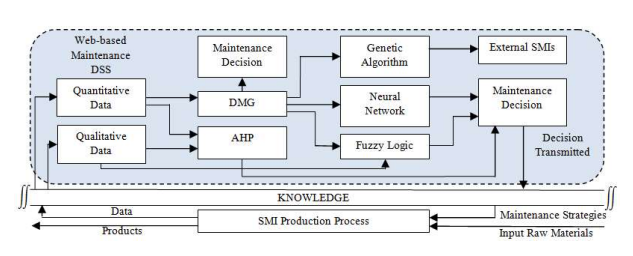 Web-based
Maintenance
DSS
Maintenance
Decision
Genetic
Algorithm
External SMIs
Quantitative
Data
DMG
Neural
Network
Maintenance
Decision
Qualitative
Data
AHP
Fuzzy Logic
Decision
Transmitted
KNOWLEDGE
Data
SMI Production Process
Maintenance Strategies
Products
Input Raw Materials